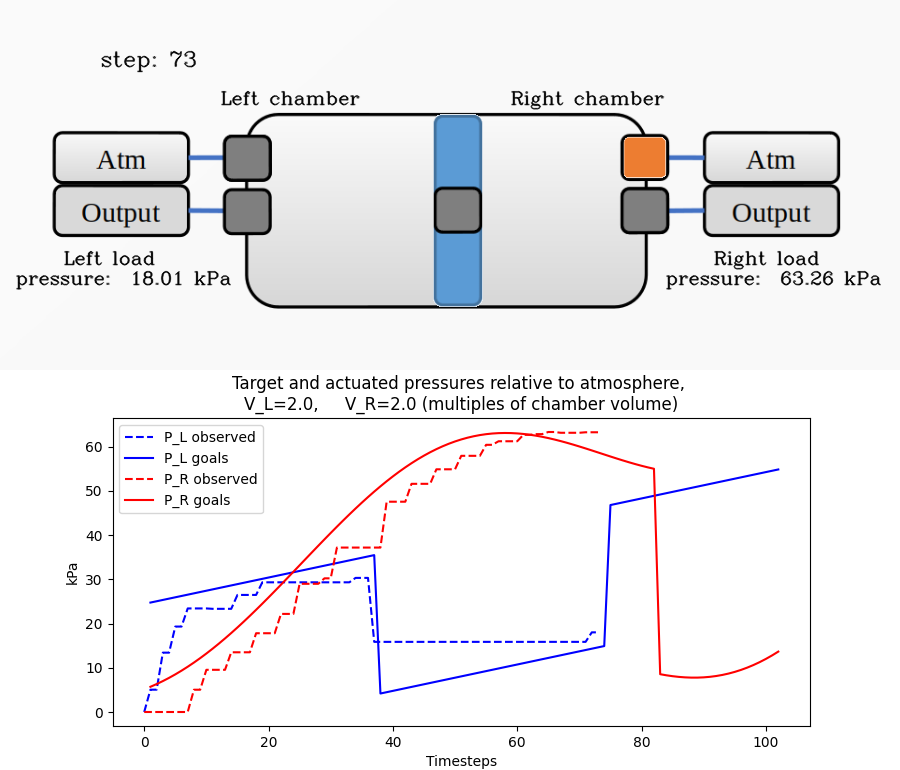 step: 73
Left chamber
Right chamber
Atm
Atm
Output
Output
Left load
pressure: 18.01 kPa
Right load
pressure: 63.26 kPa
Target and actuated pressures relative to atmosphere,
V_L=2.0, V_R=2.0 (multiples of chamber volume)
P_L observed
P_L goals
P_R observed
P_R goals
kPa
60
50
40
30
20
10
0
0 20 40 60 80 100
Timesteps